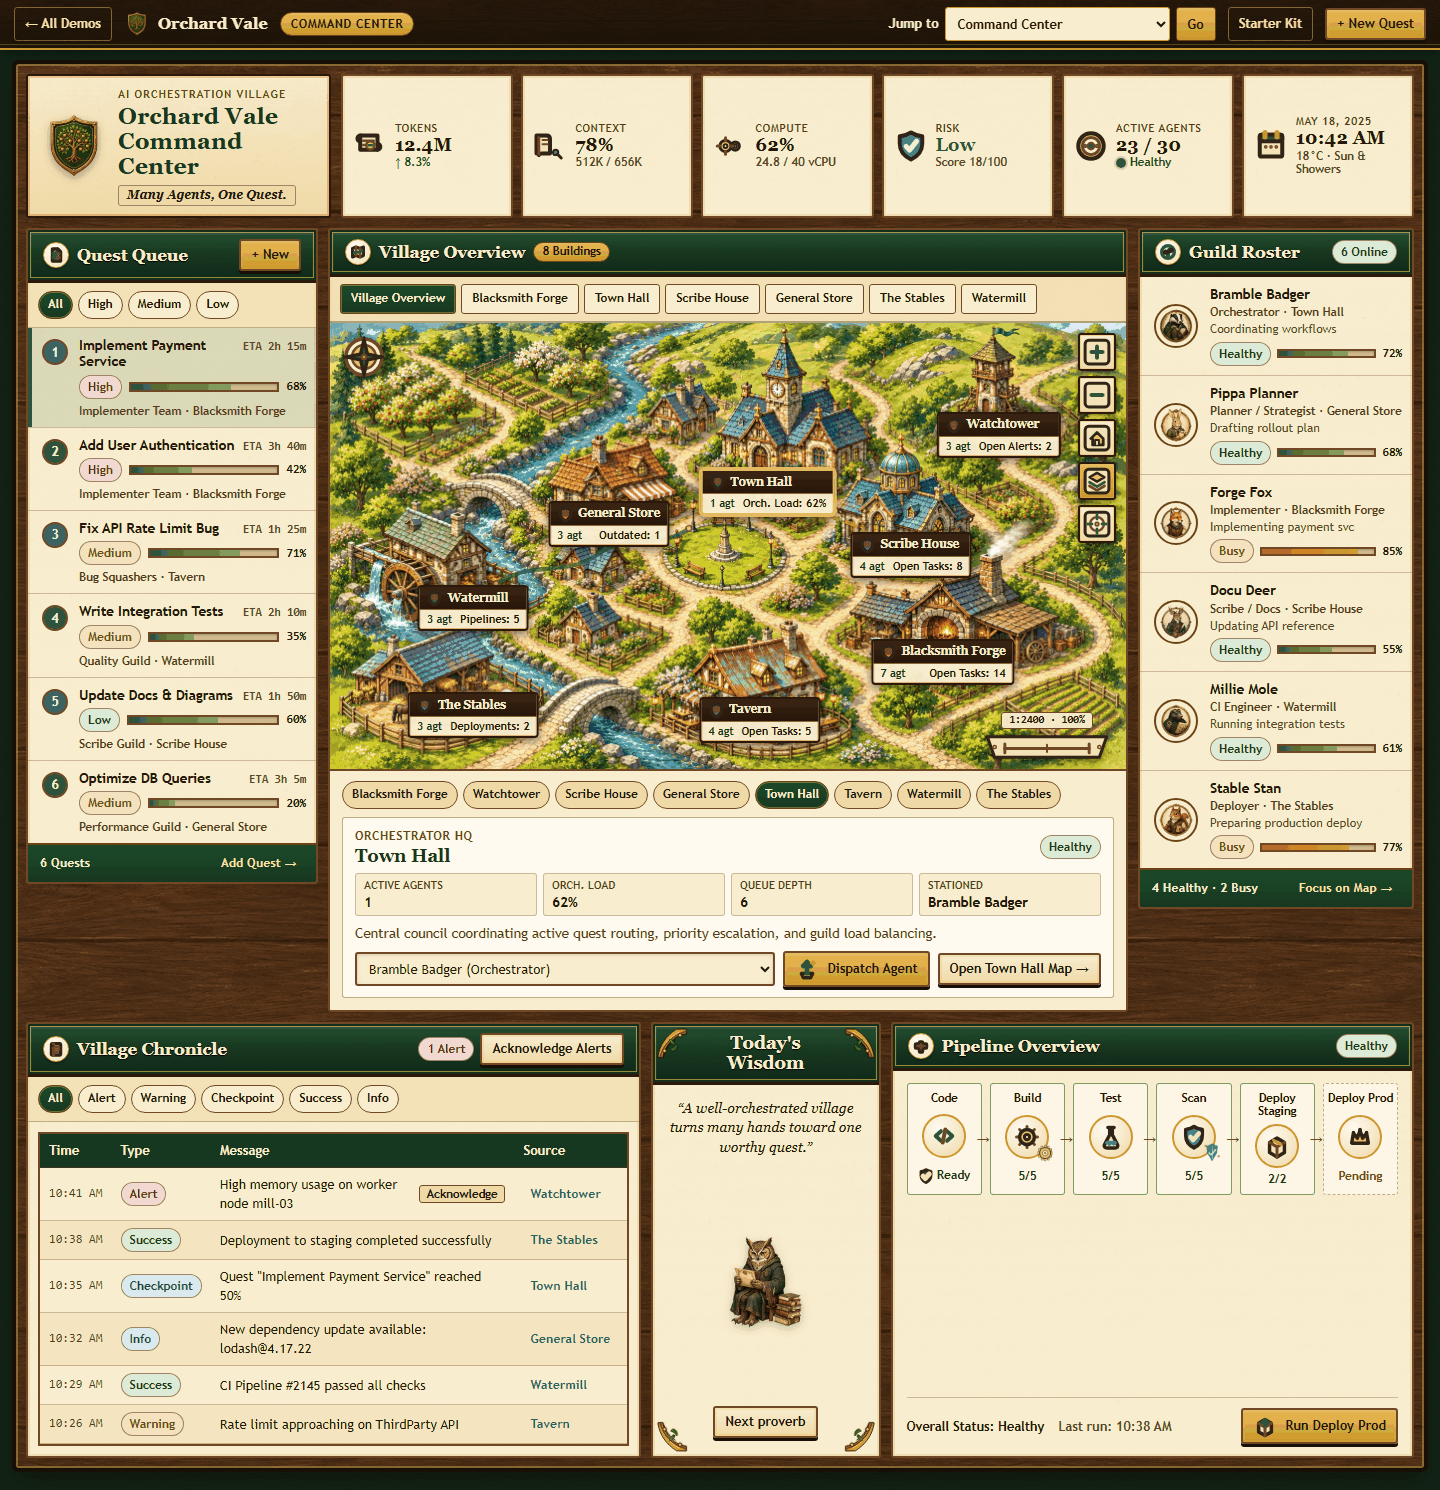 ← All Demos
Orchard Vale
COMMAND CENTER
Jump to
Command Center
Go
Starter Kit
+ New Quest
AI ORCHESTRATION VILLAGE
Orchard Vale
Command
Center
Many Agents, One Quest.
TOKENS
12.4M
↑ 8.3%
CONTEXT
78%
512K / 656K
COMPUTE
62%
24.8 / 40 vCPU
RISK
Low
Score 18/100
ACTIVE AGENTS
23 / 30
Healthy
MAY 18, 2025
10:42 AM
18°C · Sun &
Showers
Quest Queue
+ New
All
High
Medium
Low
1
Implement Payment
Service
ETA 2h 15m
High
68%
Implementer Team · Blacksmith Forge
2
Add User Authentication
ETA 3h 40m
High
42%
Implementer Team · Blacksmith Forge
3
Fix API Rate Limit Bug
ETA 1h 25m
Medium
71%
Bug Squashers · Tavern
4
Write Integration Tests
ETA 2h 10m
Medium
35%
Quality Guild · Watermill
5
Update Docs & Diagrams
ETA 1h 50m
Low
60%
Scribe Guild · Scribe House
6
Optimize DB Queries
ETA 3h 5m
Medium
20%
Performance Guild · General Store
6 Quests
Add Quest →
Village Overview
8 Buildings
Village Overview
Blacksmith Forge
Town Hall
Scribe House
General Store
The Stables
Watermill
Watchtower
3 agt Open Alerts: 2
Town Hall
1 agt Orch. Load: 62%
General Store
3 agt Outdated: 1
Scribe House
4 agt Open Tasks: 8
Watermill
3 agt Pipelines: 5
Blacksmith Forge
7 agt Open Tasks: 14
The Stables
3 agt Deployments: 2
Tavern
4 agt Open Tasks: 5
1:2400 · 100%
Blacksmith Forge
Watchtower
Scribe House
General Store
Town Hall
Tavern
Watermill
The Stables
ORCHESTRATOR HQ
Town Hall
Healthy
ACTIVE AGENTS
1
ORCH. LOAD
62%
QUEUE DEPTH
6
STATIONED
Bramble Badger
Central council coordinating active quest routing, priority escalation, and guild load balancing.
Bramble Badger (Orchestrator)
Dispatch Agent
Open Town Hall Map →
Guild Roster
6 Online
Bramble Badger
Orchestrator · Town Hall
Coordinating workflows
Healthy
72%
Pippa Planner
Planner / Strategist · General Store
Drafting rollout plan
Healthy
68%
Forge Fox
Implementer · Blacksmith Forge
Implementing payment svc
Busy
85%
Docu Deer
Scribe / Docs · Scribe House
Updating API reference
Healthy
55%
Millie Mole
CI Engineer · Watermill
Running integration tests
Healthy
61%
Stable Stan
Deployer · The Stables
Preparing production deploy
Busy
77%
4 Healthy · 2 Busy
Focus on Map →
Village Chronicle
1 Alert
Acknowledge Alerts
All
Alert
Warning
Checkpoint
Success
Info
Time
Type
Message
Source
10:41 AM
Alert
High memory usage on worker
node mill-03
Acknowledge
Watchtower
10:38 AM
Success
Deployment to staging completed successfully
The Stables
10:35 AM
Checkpoint
Quest "Implement Payment Service" reached
50%
Town Hall
10:32 AM
Info
New dependency update available:
lodash@4.17.22
General Store
10:29 AM
Success
CI Pipeline #2145 passed all checks
Watermill
10:26 AM
Warning
Rate limit approaching on ThirdParty API
Tavern
Today's
Wisdom
“A well-orchestrated village
turns many hands toward one
worthy quest.”
Next proverb
Pipeline Overview
Healthy
Code
Ready
→
Build
5/5
→
Test
5/5
→
Scan
5/5
→
Deploy
Staging
2/2
→
Deploy Prod
Pending
Overall Status: Healthy
Last run: 10:38 AM
Run Deploy Prod